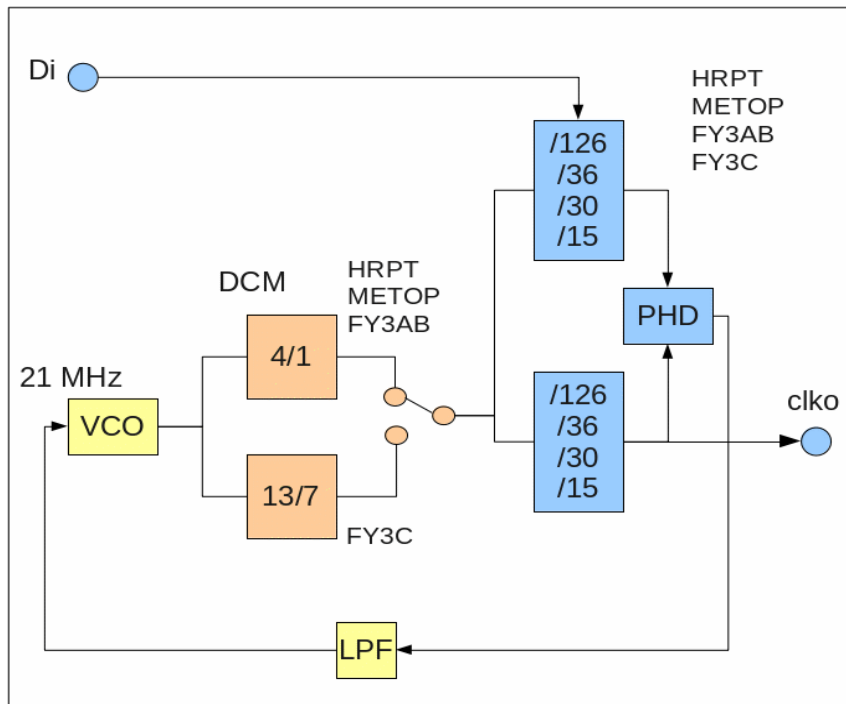 Di
HRPT
METOP
FY3AB
FY3C
/126
/36
/30
/15
DCM
HRPT
METOP
FY3AB
PHD
4/1
21 MHz
VCO
/126
/36
/30
/15
clko
13/7
FY3C
LPF